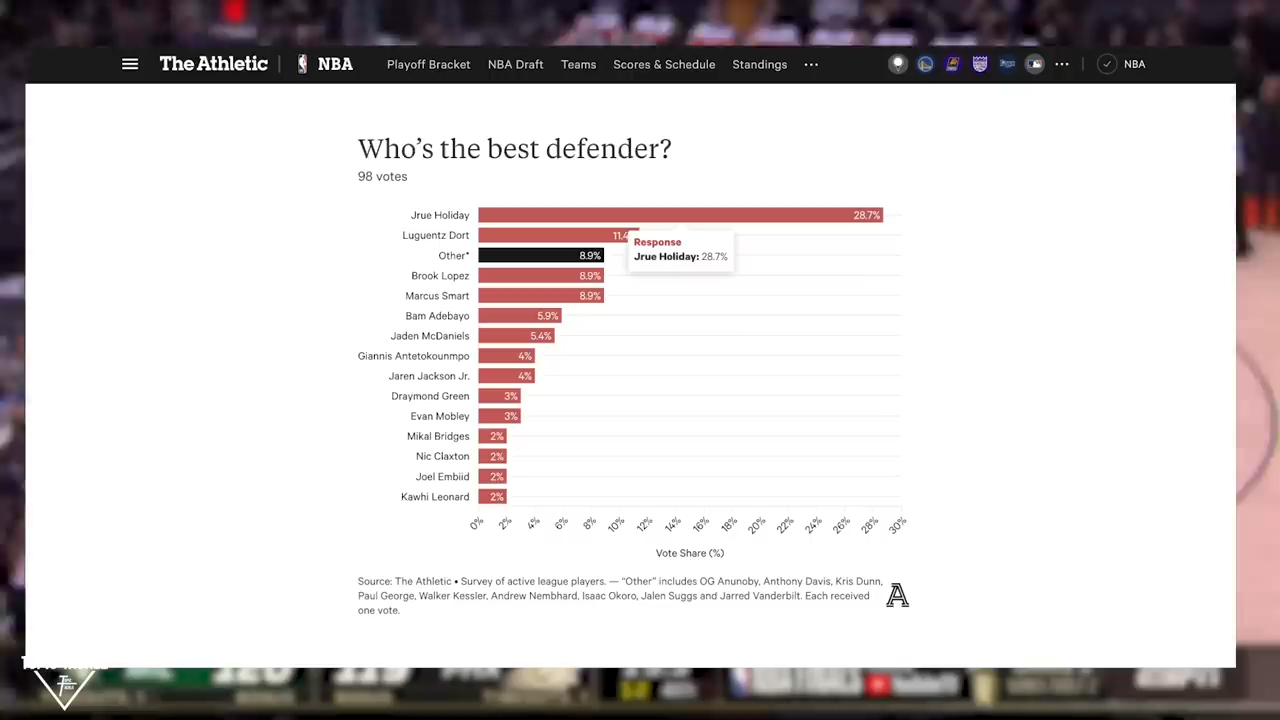 The Athletic
NBA
Playoff Bracket
NBA Draft
Teams
Scores & Schedule
Standings
NBA
Who's the best defender?
98 votes
Jrue Holiday 28.7%
Luguentz Dort 11.4
Response
Jrue Holiday: 28.7%
Other* 8.9%
Brook Lopez 8.9%
Marcus Smart 8.9%
Bam Adebayo 5.9%
Jaden McDaniels 5.4%
Giannis Antetokounmpo 4%
Jaren Jackson Jr. 4%
Draymond Green 3%
Evan Mobley 3%
Mikal Bridges 2%
Nic Claxton 2%
Joel Embiid 2%
Kawhi Leonard 2%
0% 2% 4% 6% 8% 10% 12% 14% 16% 18% 20% 22% 24% 26% 28% 30%
Vote Share (%)
Source: The Athletic • Survey of active league players. — "Other" includes OG Anunoby, Anthony Davis, Kris Dunn,
Paul George, Walker Kessler, Andrew Nembhard, Isaac Okoro, Jalen Suggs and Jarred Vanderbilt. Each received
one vote.